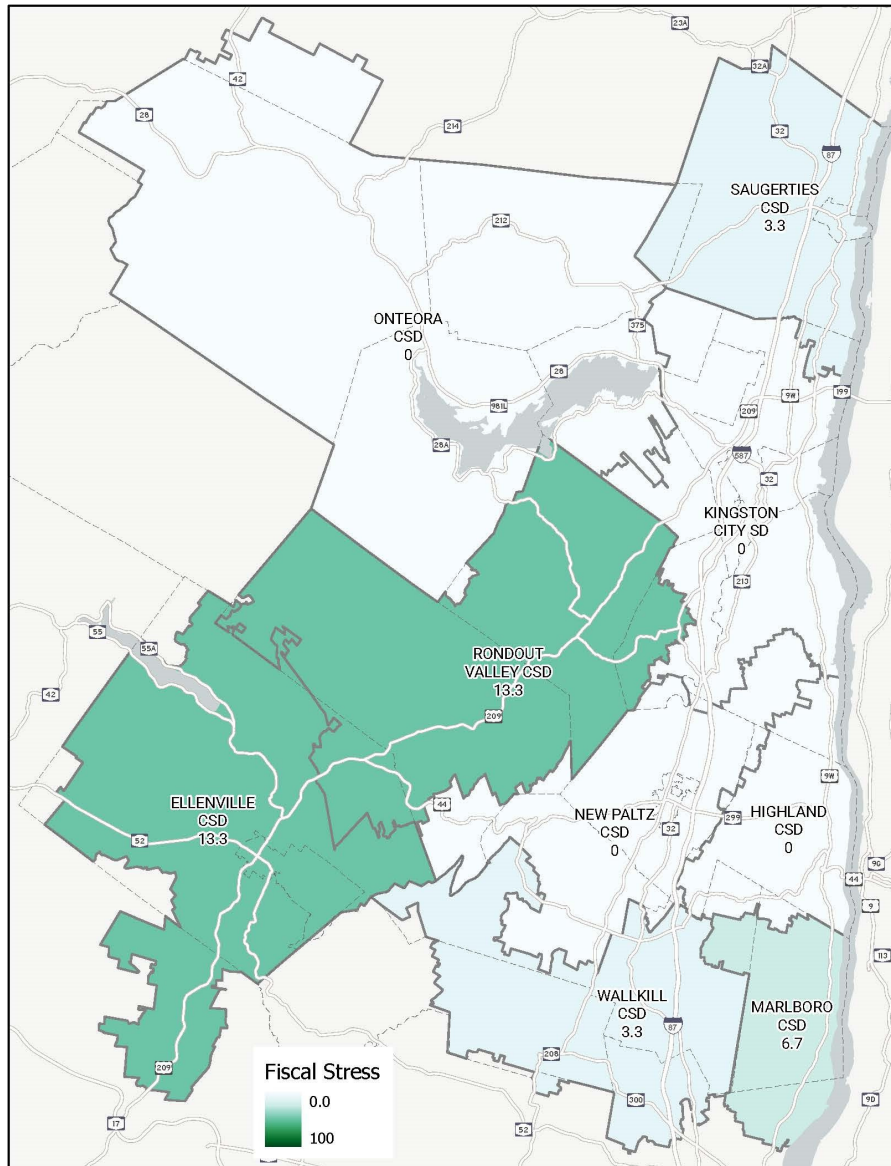 23A
32A
42
28
32
214
87
SAUGERTIES
CSD
3.3
212
ONTEORA
CSD
0
375
28
981L
9W
199
209
28A
587
32
KINGSTON
CITY SD
0
213
55
55A
42
RONDOUT
VALLEY CSD
13.3
209
9W
ELLENVILLE
CSD
13.3
44
52
NEW PALTZ
CSD
0
32
299
HIGHLAND
CSD
0
44
9G
9
113
WALLKILL
CSD
3.3
87
MARLBORO
CSD
6.7
208
209
300
9D
17
52
Fiscal Stress
0.0
100